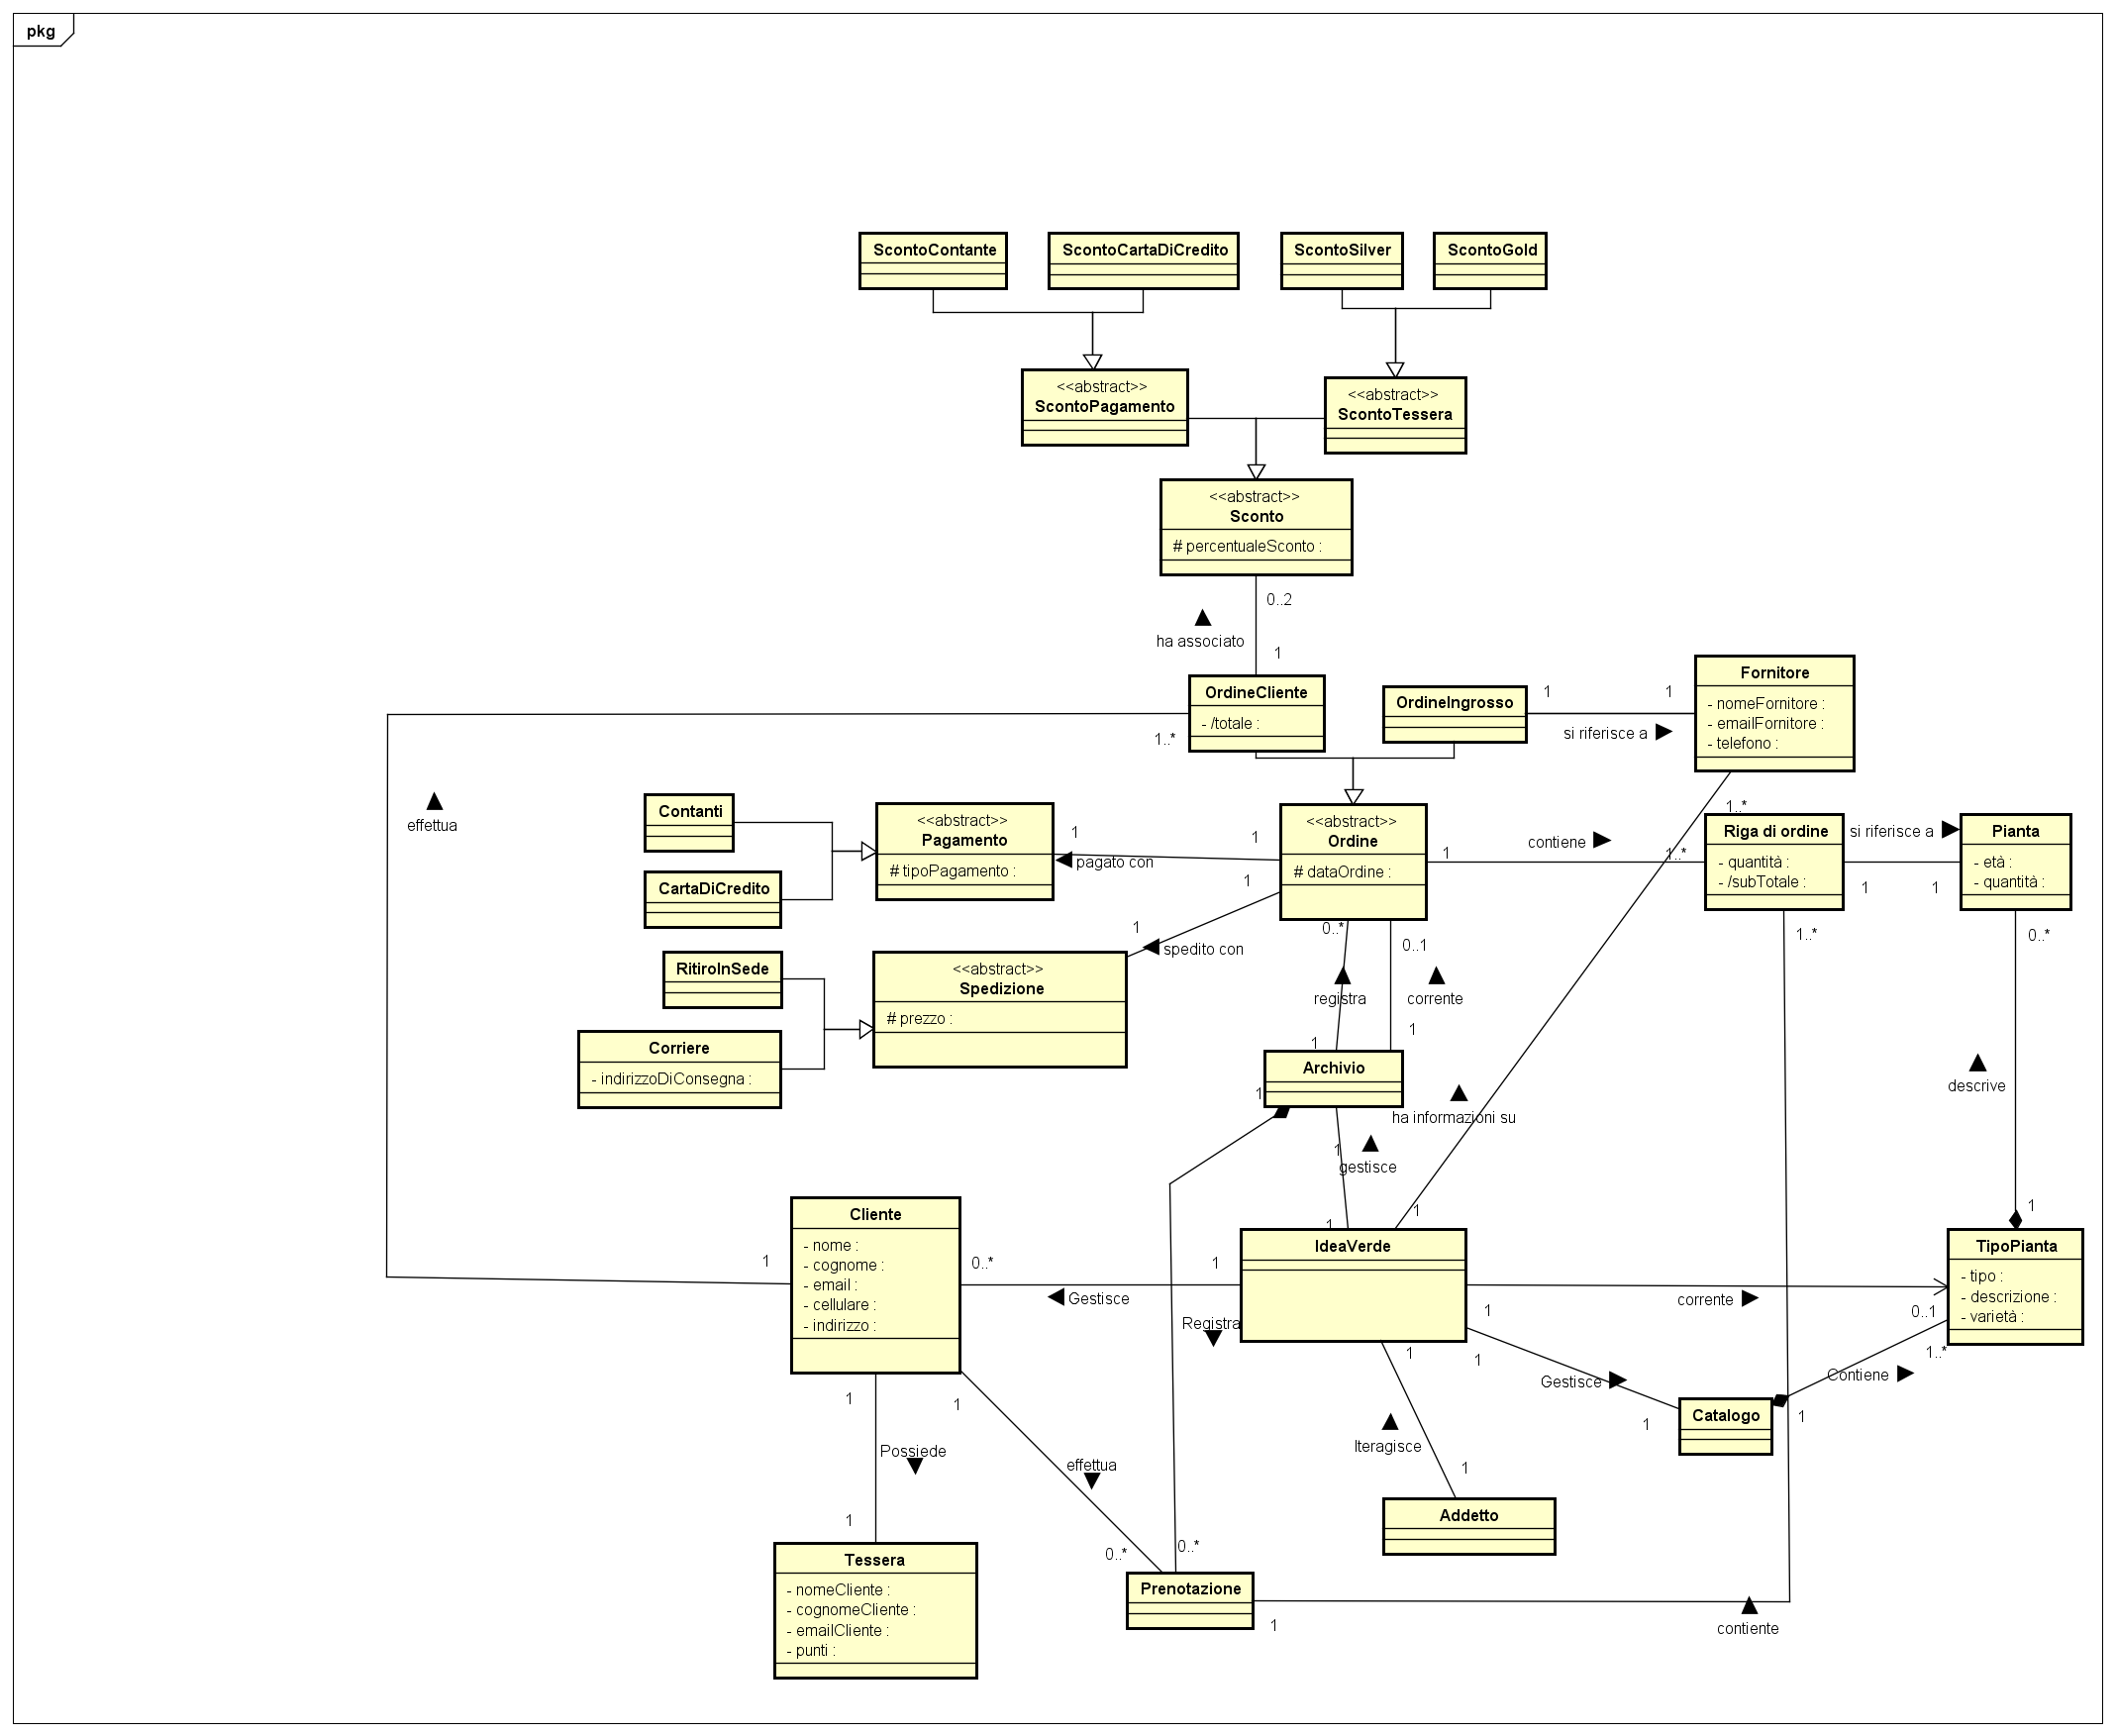 pkg
ScontoContante
ScontoCartaDiCredito
ScontoSilver
ScontoGold
<<abstract>>
ScontoPagamento
<<abstract>>
ScontoTessera
<<abstract>>
Sconto
# percentualeSconto :
0..2
ha associato
1
OrdineCliente
- /totale :
1..*
OrdineIngrosso
1
1
si riferisce a
Fornitore
- nomeFornitore :
- emailFornitore :
- telefono :
1..*
effettua
Contanti
CartaDiCredito
<<abstract>>
Pagamento
# tipoPagamento :
1
1
pagato con
<<abstract>>
Ordine
# dataOrdine :
1
contiene
1..*
Riga di ordine
- quantità :
- /subTotale :
si riferisce a
1
1
Pianta
- età :
- quantità :
1
1
spedito con
RitiroInSede
Corriere
- indirizzoDiConsegna :
<<abstract>>
Spedizione
# prezzo :
0..*
registra
1
0..1
corrente
1
1..*
0..*
descrive
1
Archivio
1
1
gestisce
1
ha informazioni su
1
Cliente
- nome :
- cognome :
- email :
- cellulare :
- indirizzo :
1
0..*
1
Gestisce
Registra
IdeaVerde
1
corrente
0..1
TipoPianta
- tipo :
- descrizione :
- varietà :
1
Gestisce
1
1..*
Contiene
1
Catalogo
1
Iteragisce
1
Addetto
1
Possiede
1
1
effettua
0..*
0..*
Tessera
- nomeCliente :
- cognomeCliente :
- emailCliente :
- punti :
Prenotazione
1
contiente